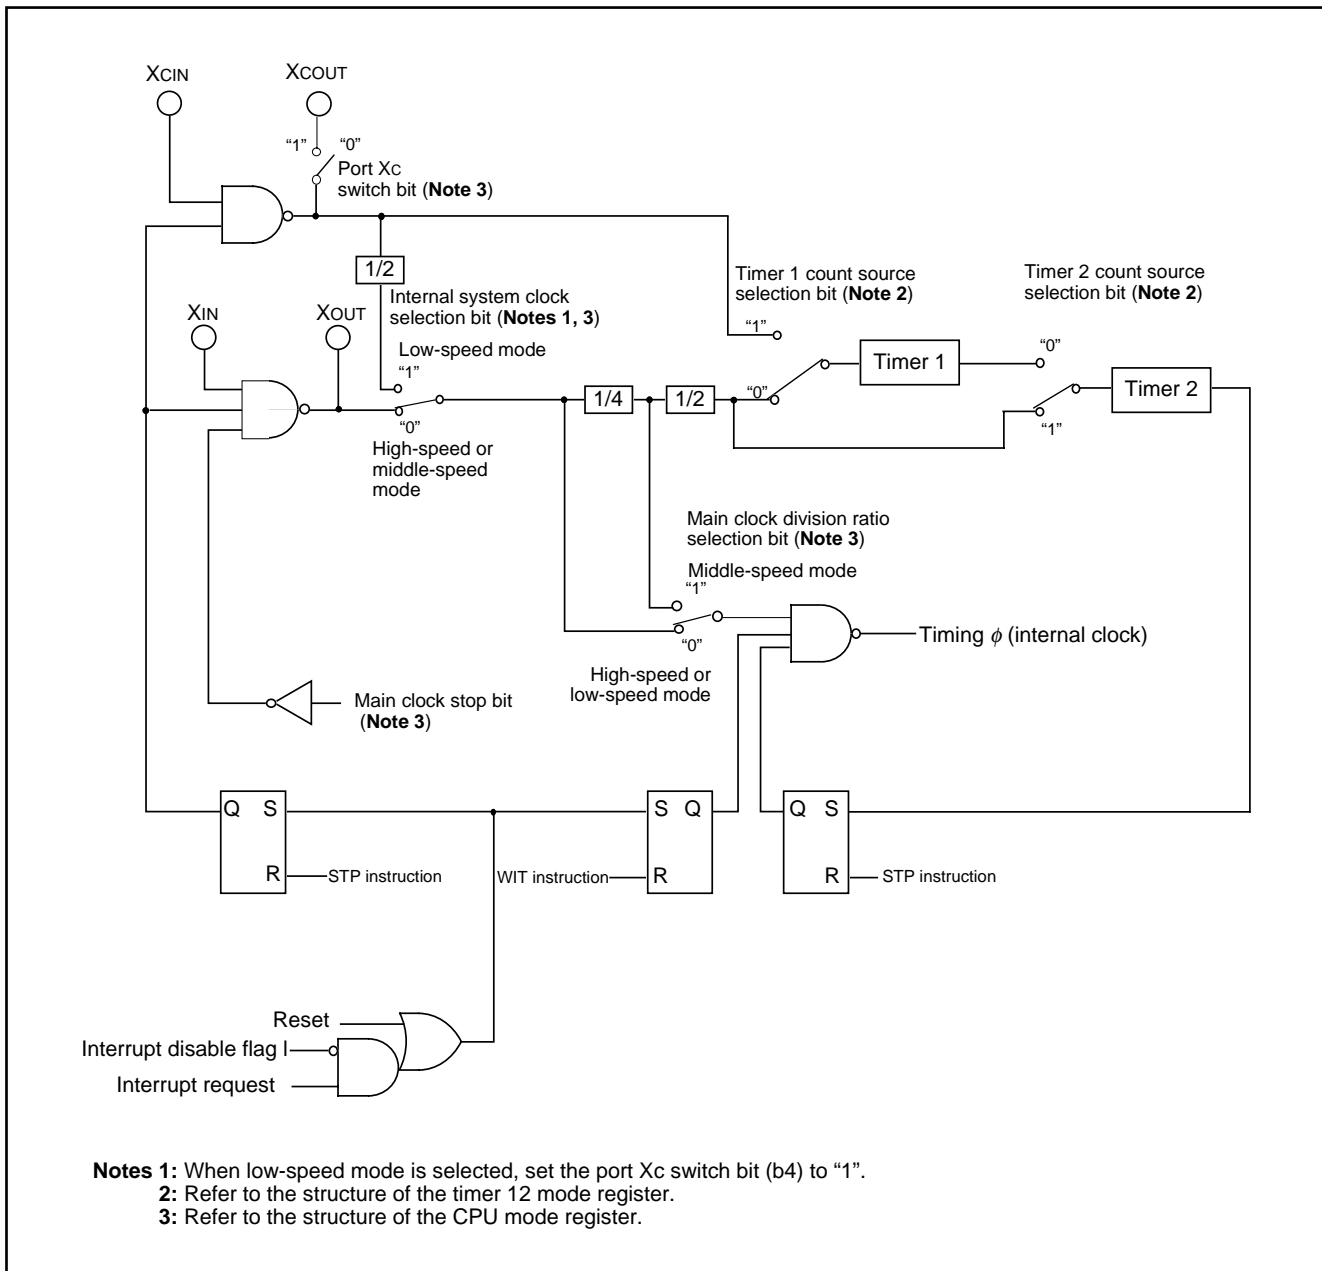 XCIN
XCOUT
“1” “0”
Port XC
switch bit (Note 3)
1/2
Internal system clock
selection bit (Notes 1, 3)
Timer 1 count source
selection bit (Note 2)
Timer 2 count source
selection bit (Note 2)
XIN
XOUT
Low-speed mode
“1”
“0”
High-speed or
middle-speed
mode
1/4
1/2
“1”
“0”
Timer 1
“0”
“1”
Timer 2
Main clock division ratio
selection bit (Note 3)
Middle-speed mode
“1”
“0”
High-speed or
low-speed mode
Timing ϕ (internal clock)
Main clock stop bit
(Note 3)
Q S
R
STP instruction
WIT instruction
S Q
R
Q S
R
STP instruction
Reset
Interrupt disable flag I
Interrupt request
Notes 1: When low-speed mode is selected, set the port Xc switch bit (b4) to “1”.
2: Refer to the structure of the timer 12 mode register.
3: Refer to the structure of the CPU mode register.